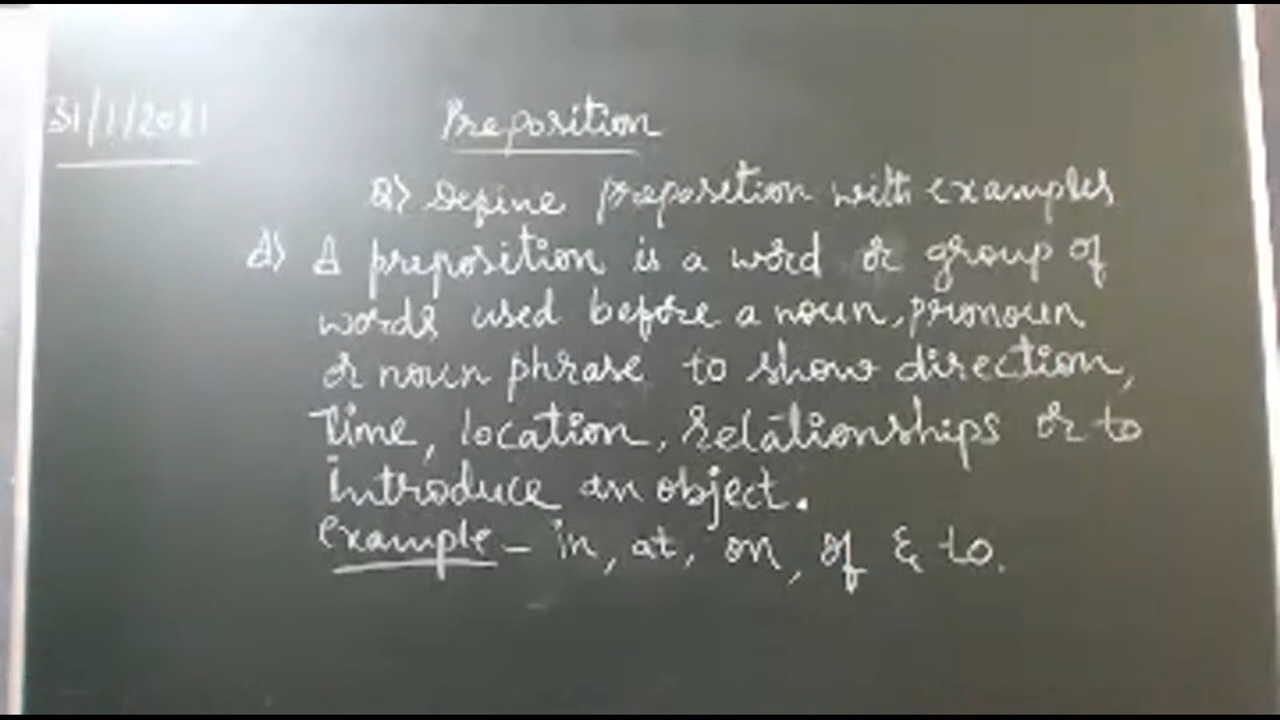 31/1/2021
Preposition
Q) Define preposition with examples
A) A preposition is a word or group of
words used before a noun, pronoun
or noun phrase to show direction,
Time, location, relationships or to
introduce an object.
example - in, at, on, of & to.